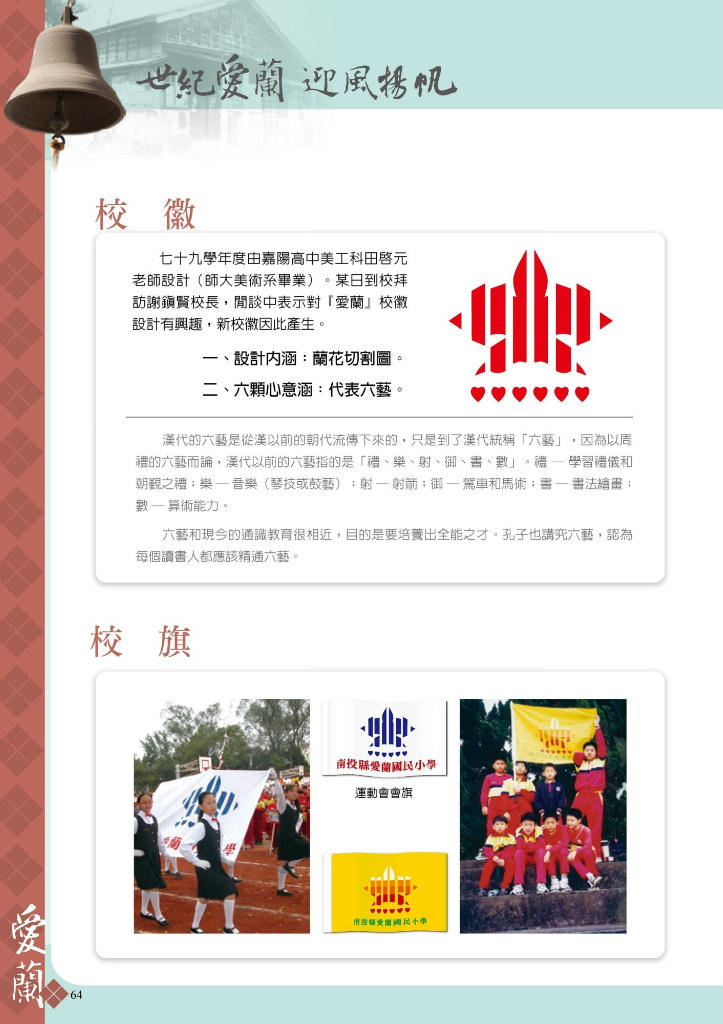 世紀愛蘭 迎風揚帆
校 徽
七十九學年度由嘉陽高中美工科田啓元
老師設計（師大美術系畢業）。某日到校拜
訪謝鎮賢校長，閒談中表示對『愛蘭』校徽
設計有興趣，新校徽因此產生。
一、設計內涵：蘭花切割圖。
二、六顆心意涵：代表六藝。
漢代的六藝是從漢以前的朝代流傳下來的，只是到了漢代統稱「六藝」，因為以周
禮的六藝而論，漢代以前的六藝指的是「禮、樂、射、御、書、數」。禮 — 學習禮儀和
朝覲之禮；樂 — 音樂（琴技或鼓藝）；射 — 射箭；御 — 駕車和馬術；書 — 書法繪畫；
數 — 算術能力。
六藝和現今的通識教育很相近，目的是要培養出全能之才。孔子也講究六藝，認為
每個讀書人都應該精通六藝。
校 旗
蘭 學
南投縣愛蘭國民小學
運動會會旗
南投縣愛蘭國民小學
愛蘭
64